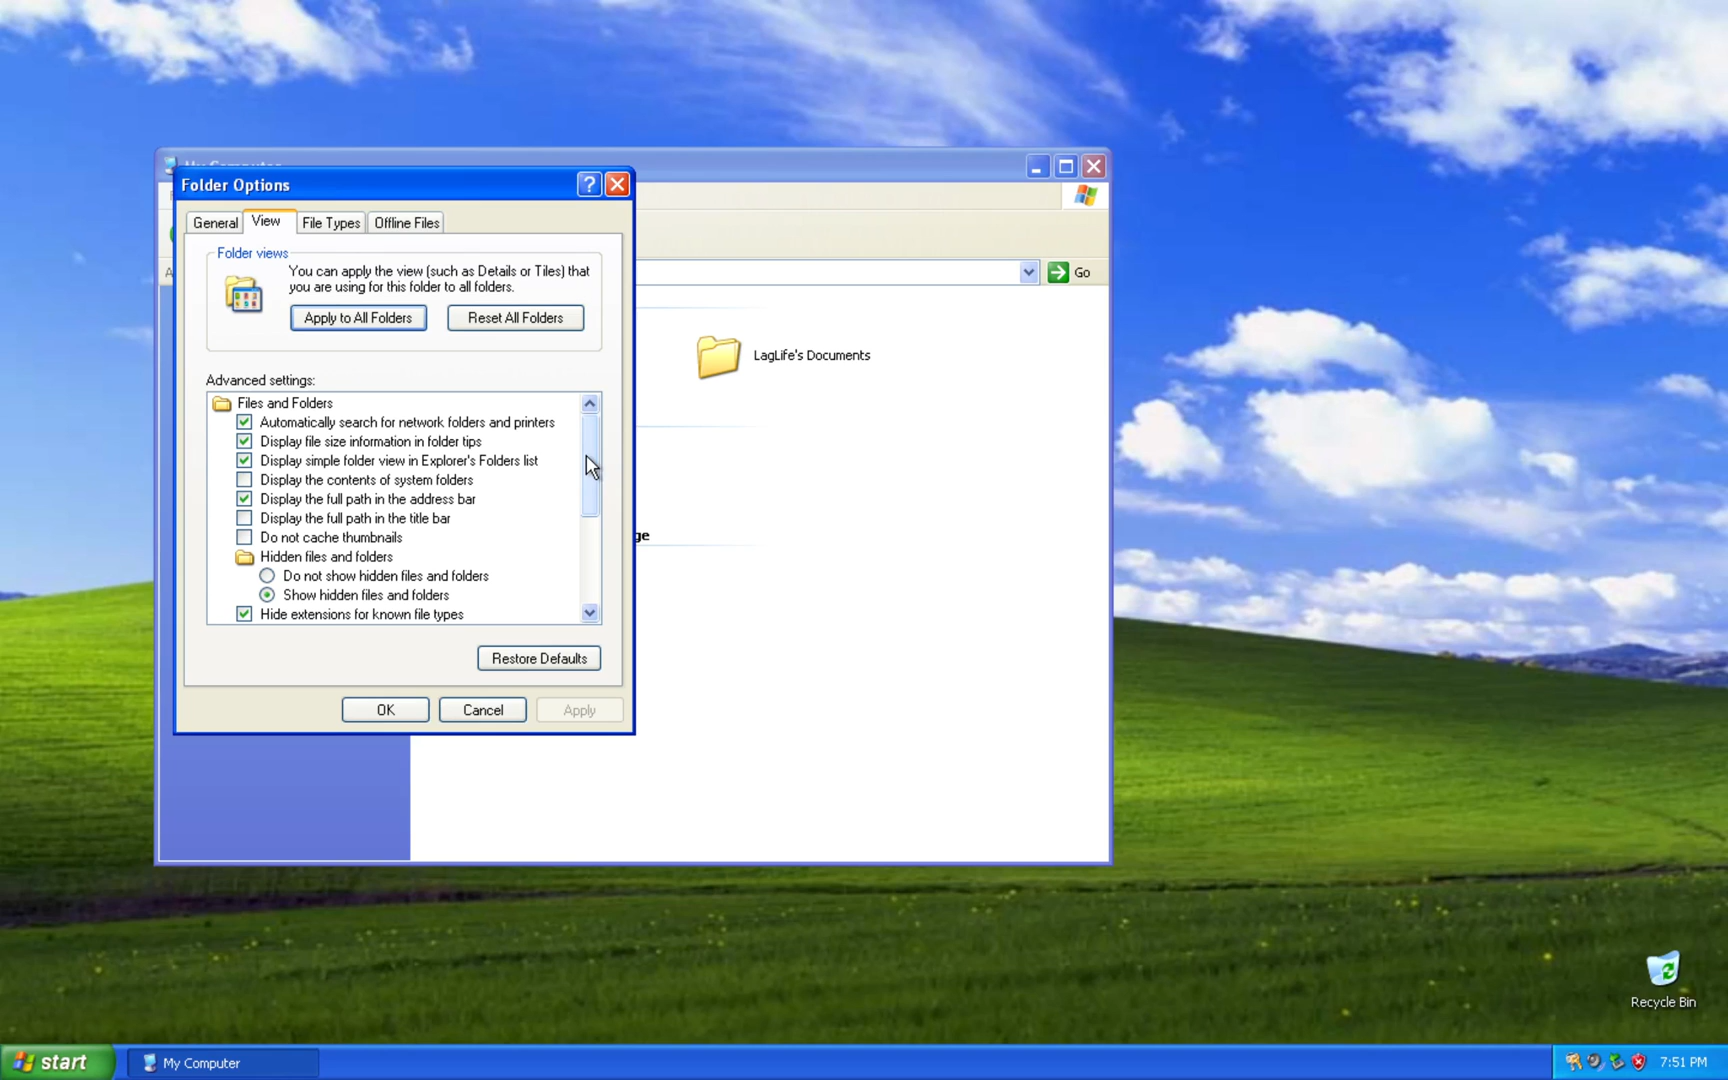 My Computer
Folder Options
General View File Types Offline Files
Folder views
You can apply the view (such as Details or Tiles) that
you are using for this folder to all folders.
Apply to All Folders Reset All Folders
Go
LagLife's Documents
Advanced settings:
Files and Folders
Automatically search for network folders and printers
Display file size information in folder tips
Display simple folder view in Explorer's Folders list
Display the contents of system folders
Display the full path in the address bar
Display the full path in the title bar
Do not cache thumbnails
Hidden files and folders
Do not show hidden files and folders
Show hidden files and folders
Hide extensions for known file types
ge
Restore Defaults
OK Cancel Apply
Recycle Bin
start My Computer 7:51 PM